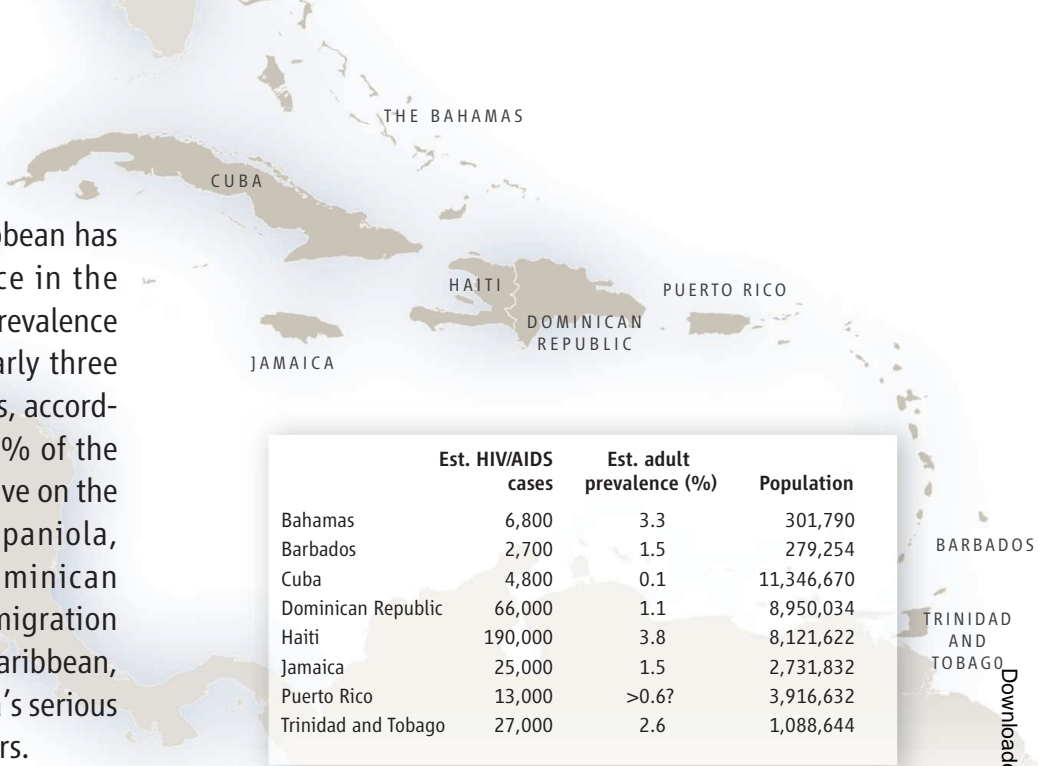 THE BAHAMAS
CUBA
HAITI
PUERTO RICO
DOMINICAN
REPUBLIC
JAMAICA
bean has
ce in the
revalence
arly three
s, accord-
% of the
ve on the
paniola,
minican
migration
aribbean,
's serious
rs.
Est. HIV/AIDS cases Est. adult prevalence (%) Population
Bahamas 6,800 3.3 301,790
Barbados 2,700 1.5 279,254
Cuba 4,800 0.1 11,346,670
Dominican Republic 66,000 1.1 8,950,034
Haiti 190,000 3.8 8,121,622
Jamaica 25,000 1.5 2,731,832
Puerto Rico 13,000 >0.6? 3,916,632
Trinidad and Tobago 27,000 2.6 1,088,644
BARBADOS
TRINIDAD
AND
TOBAGO
Downloade